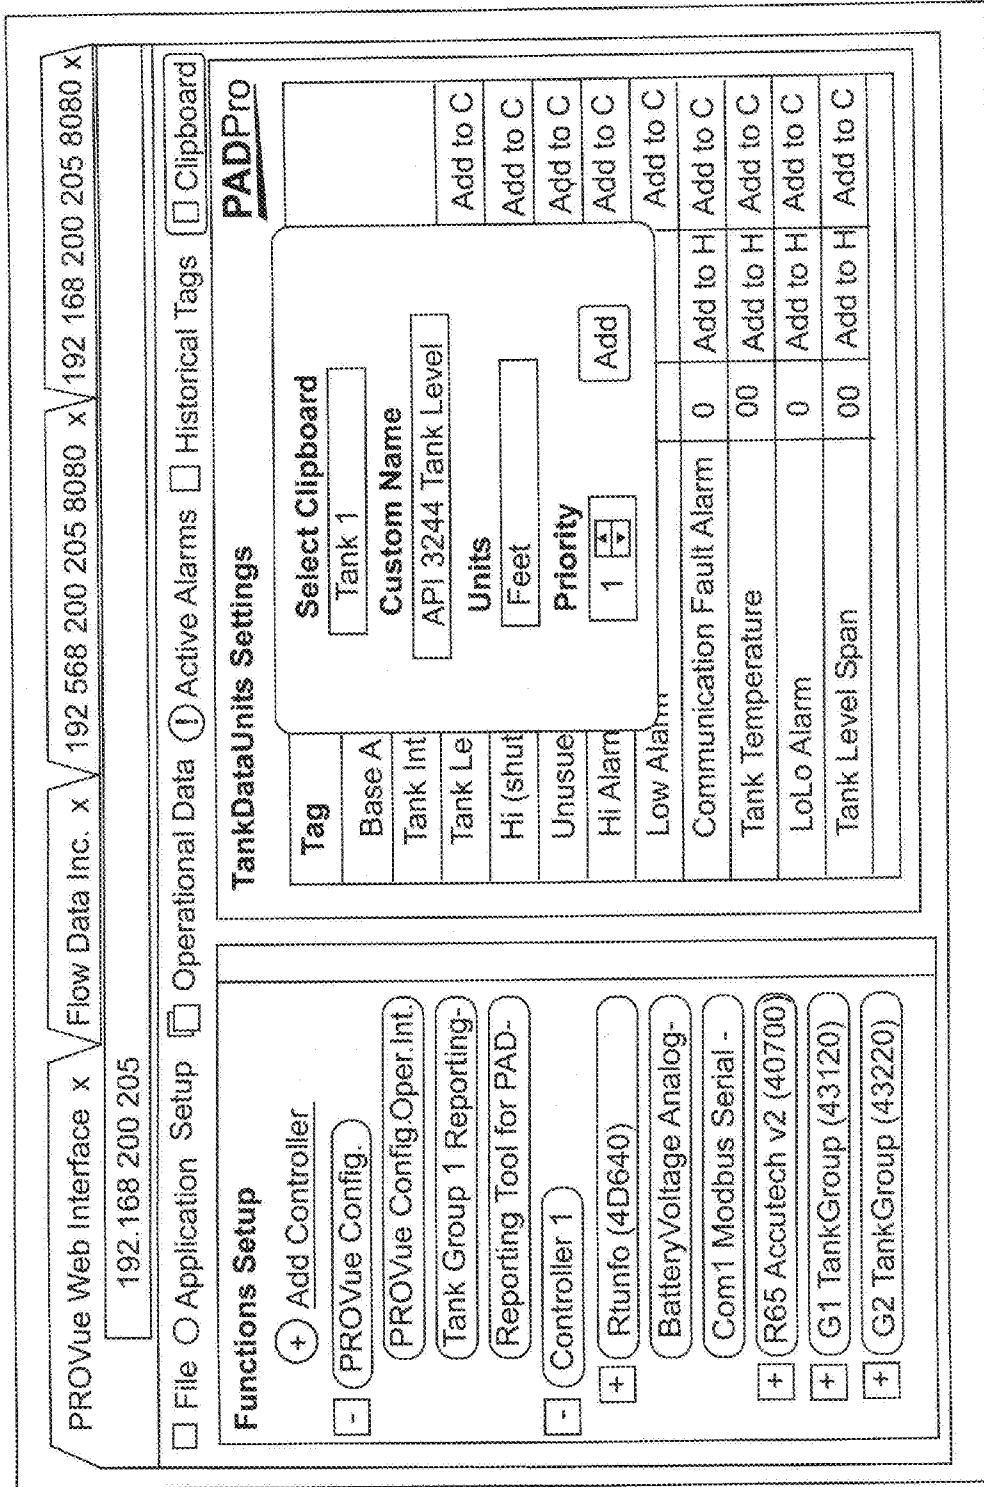 PROVue Web Interface x
Flow Data Inc. x
192 568 200 205 8080 x
192 168 200 205 8080 x
192.168 200 205
File
Application Setup
Operational Data
! Active Alarms
Historical Tags
Clipboard
Functions Setup
+ Add Controller
- PROVue Config.
PROVue Config.Oper.Int.
Tank Group 1 Reporting-
Reporting Tool for PAD-
- Controller 1
+ RtunInfo (4D640)
BatteryVoltage Analog-
Com1 Modbus Serial -
+ R65 Accutech v2 (40700)
+ G1 TankGroup (43120)
+ G2 TankGroup (43220)
TankDataUnits Settings
PADPro
Tag
Base A
Tank Int
Tank Le Add to C
Hi (shut Add to C
Unusue Add to C
Hi Alarm Add to C
Low Alarm Add to C
Communication Fault Alarm 0 Add to H Add to C
Tank Temperature 00 Add to H Add to C
LoLo Alarm 0 Add to H Add to C
Tank Level Span 00 Add to H Add to C
Select Clipboard
Tank 1
Custom Name
API 3244 Tank Level
Units
Feet
Priority
1
Add